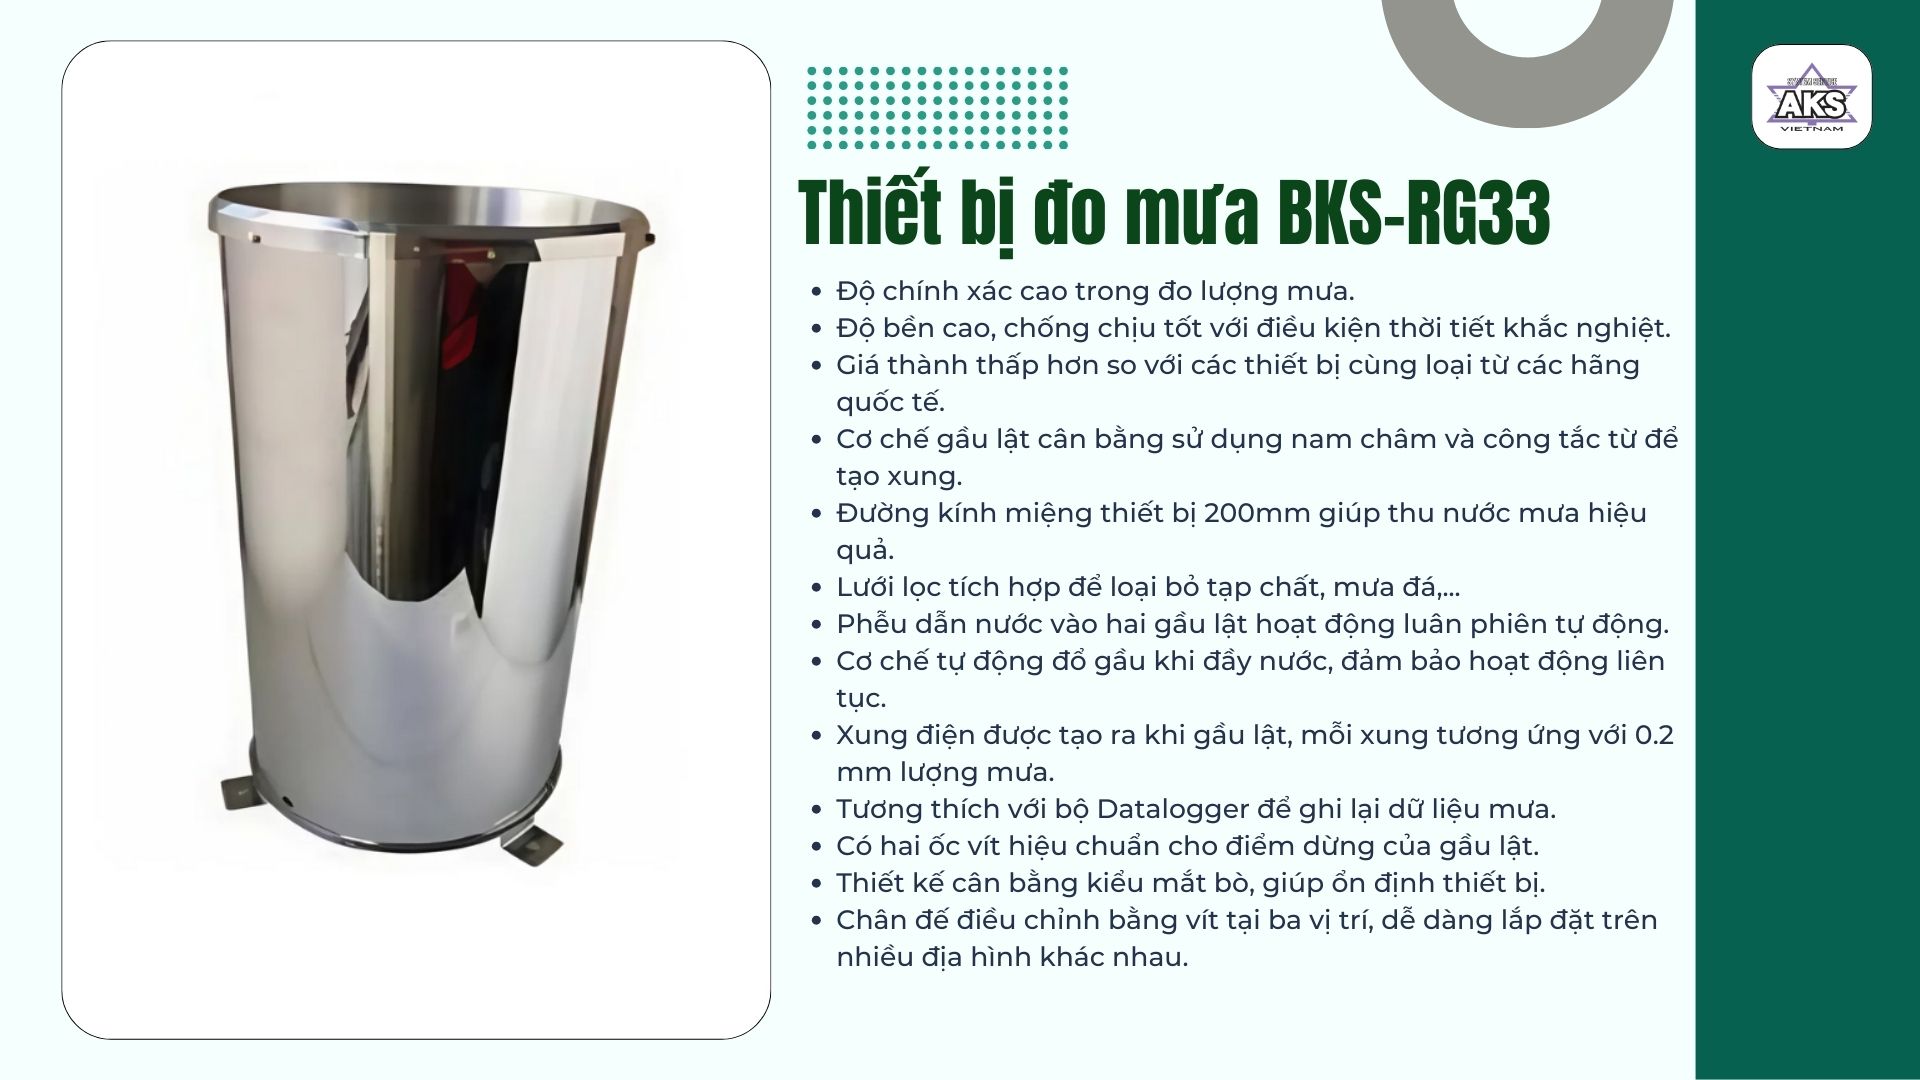 AKS
VIETNAM
Thiết bị đo mưa BKS-RG33
• Độ chính xác cao trong đo lượng mưa.
• Độ bền cao, chống chịu tốt với điều kiện thời tiết khắc nghiệt.
• Giá thành thấp hơn so với các thiết bị cùng loại từ các hãng
quốc tế.
• Cơ chế gầu lật cân bằng sử dụng nam châm và công tắc từ để
tạo xung.
• Đường kính miệng thiết bị 200mm giúp thu nước mưa hiệu
quả.
• Lưới lọc tích hợp để loại bỏ tạp chất, mưa đá,...
• Phễu dẫn nước vào hai gầu lật hoạt động luân phiên tự động.
• Cơ chế tự động đổ gầu khi đầy nước, đảm bảo hoạt động liên
tục.
• Xung điện được tạo ra khi gầu lật, mỗi xung tương ứng với 0.2
mm lượng mưa.
• Tương thích với bộ Datalogger để ghi lại dữ liệu mưa.
• Có hai ốc vít hiệu chuẩn cho điểm dừng của gầu lật.
• Thiết kế cân bằng kiểu mắt bò, giúp ổn định thiết bị.
• Chân đế điều chỉnh bằng vít tại ba vị trí, dễ dàng lắp đặt trên
nhiều địa hình khác nhau.